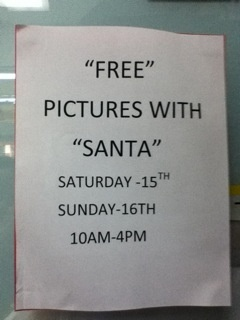 “FREE”
PICTURES WITH
“SANTA”
SATURDAY -15TH
SUNDAY-16TH
10AM-4PM